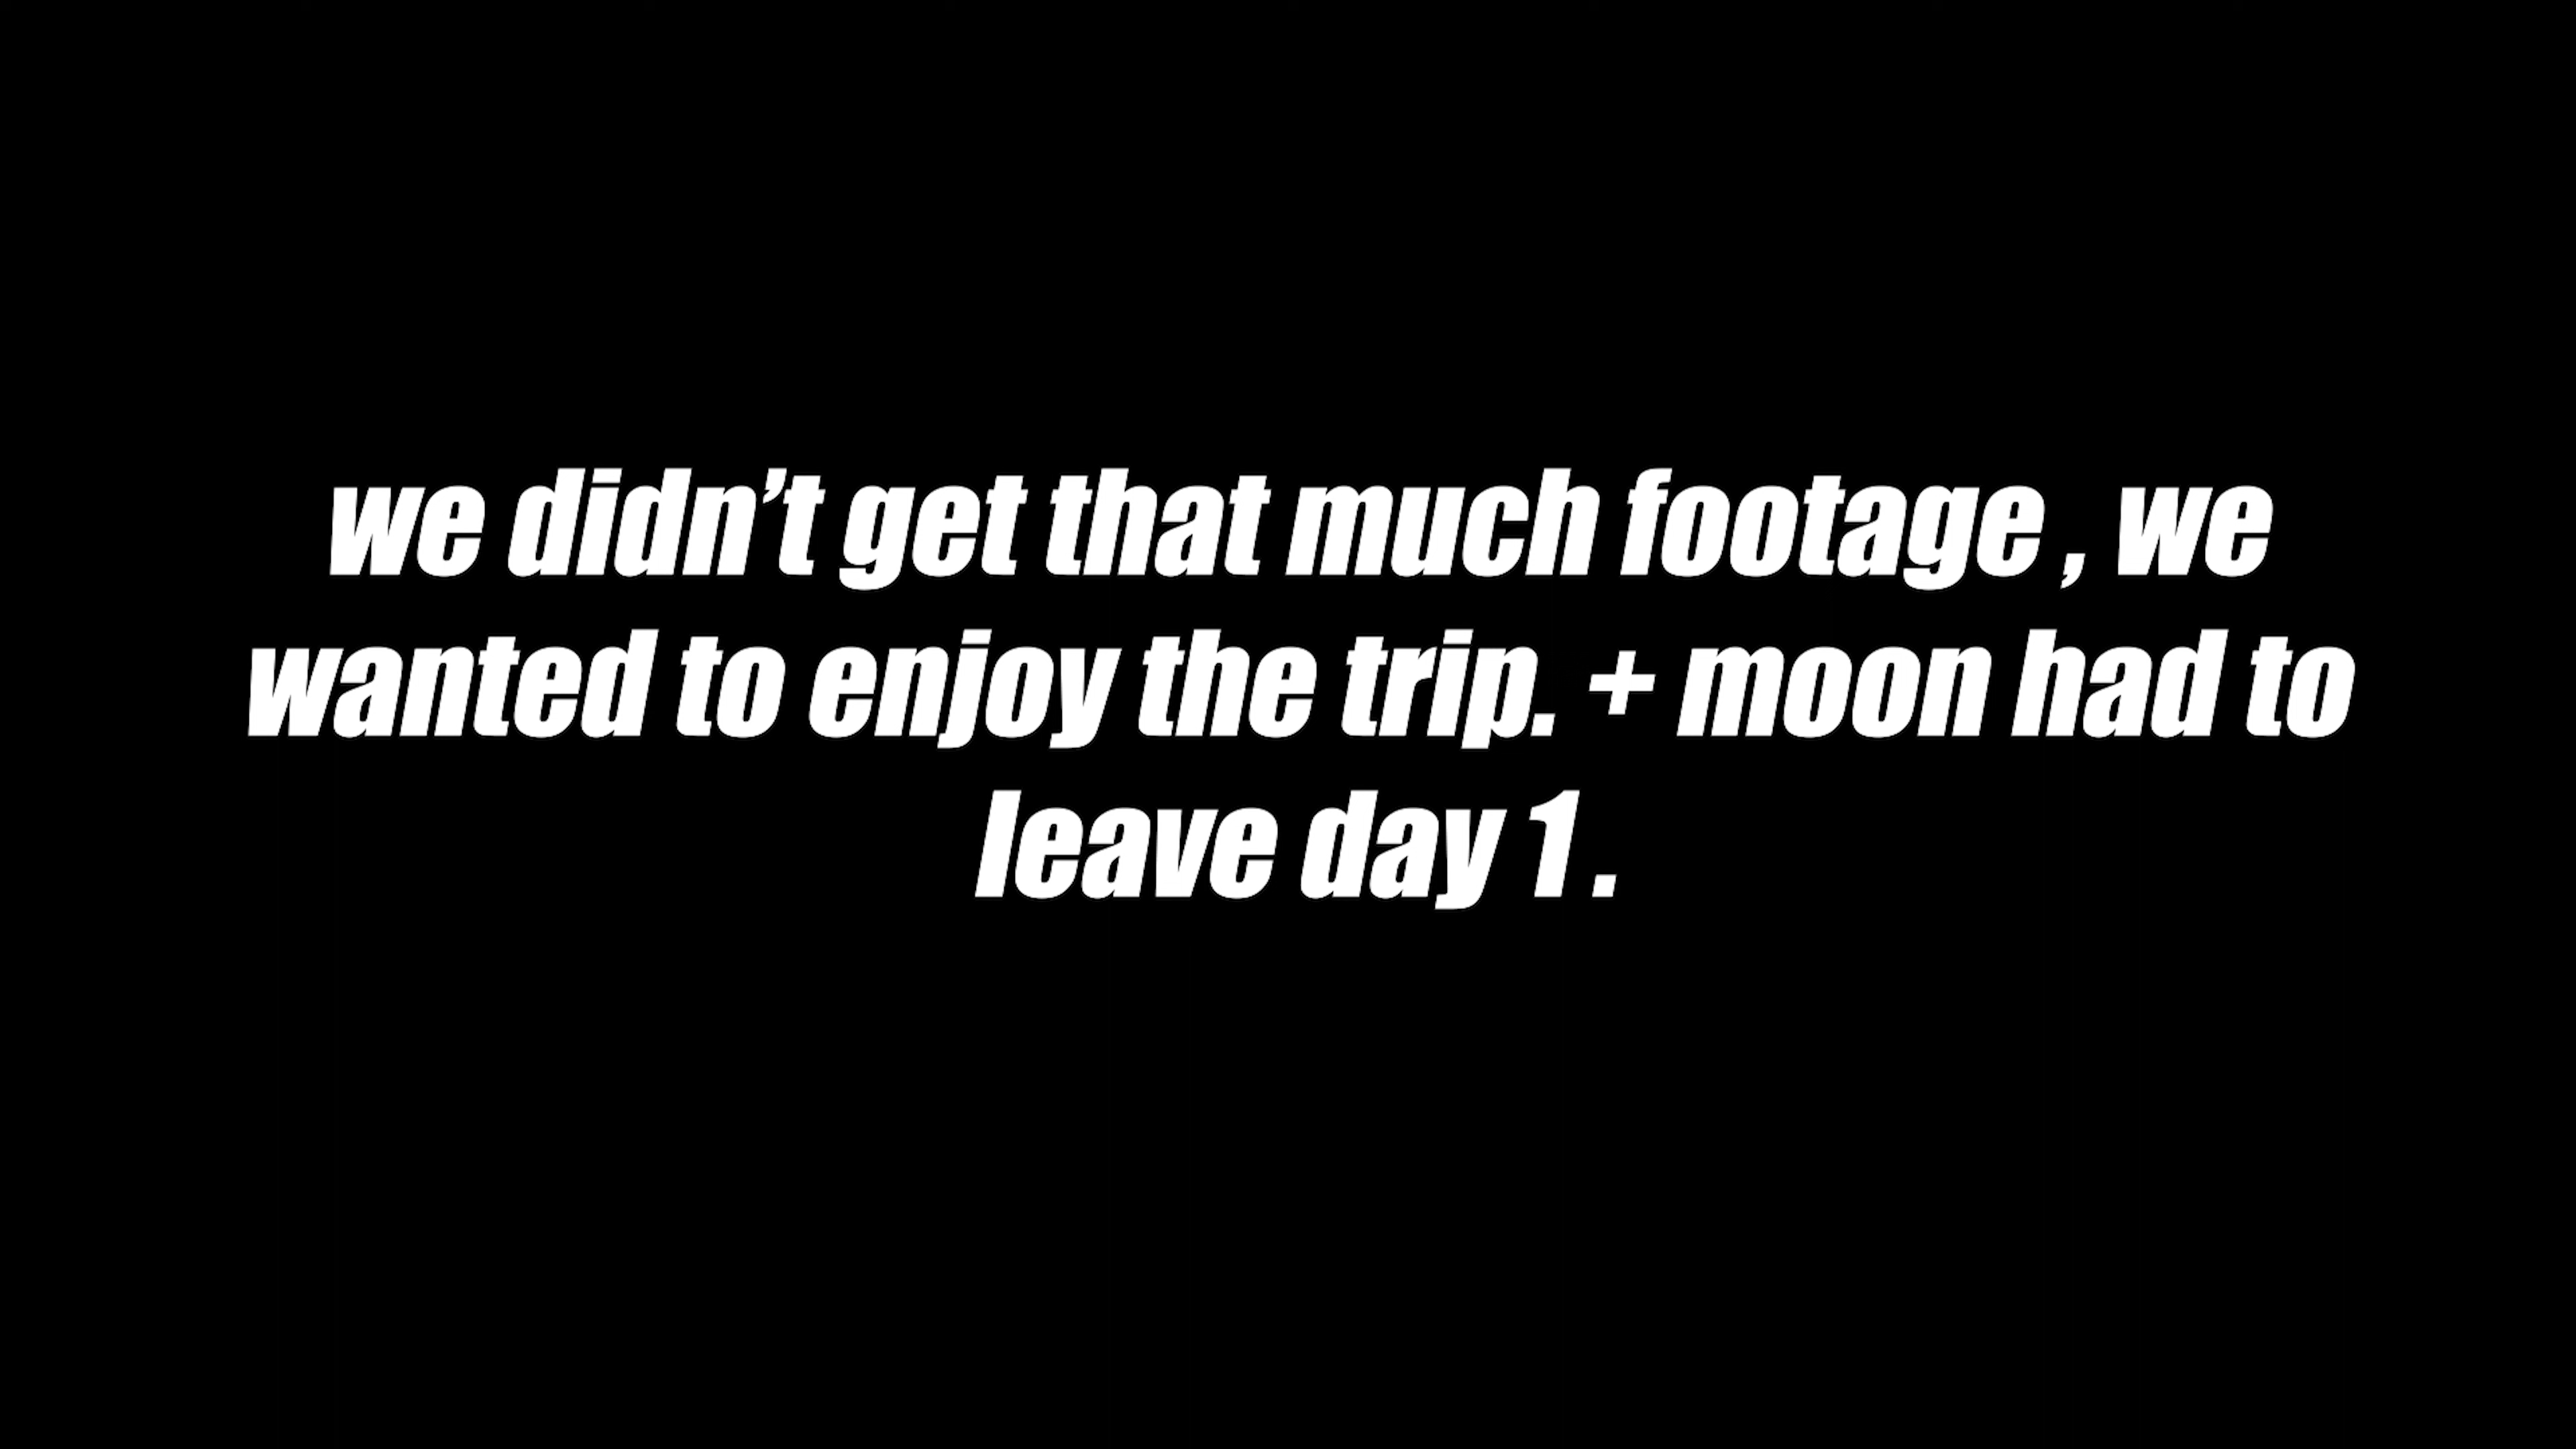 we didn't get that much footage , we
wanted to enjoy the trip. + moon had to
leave day 1 .